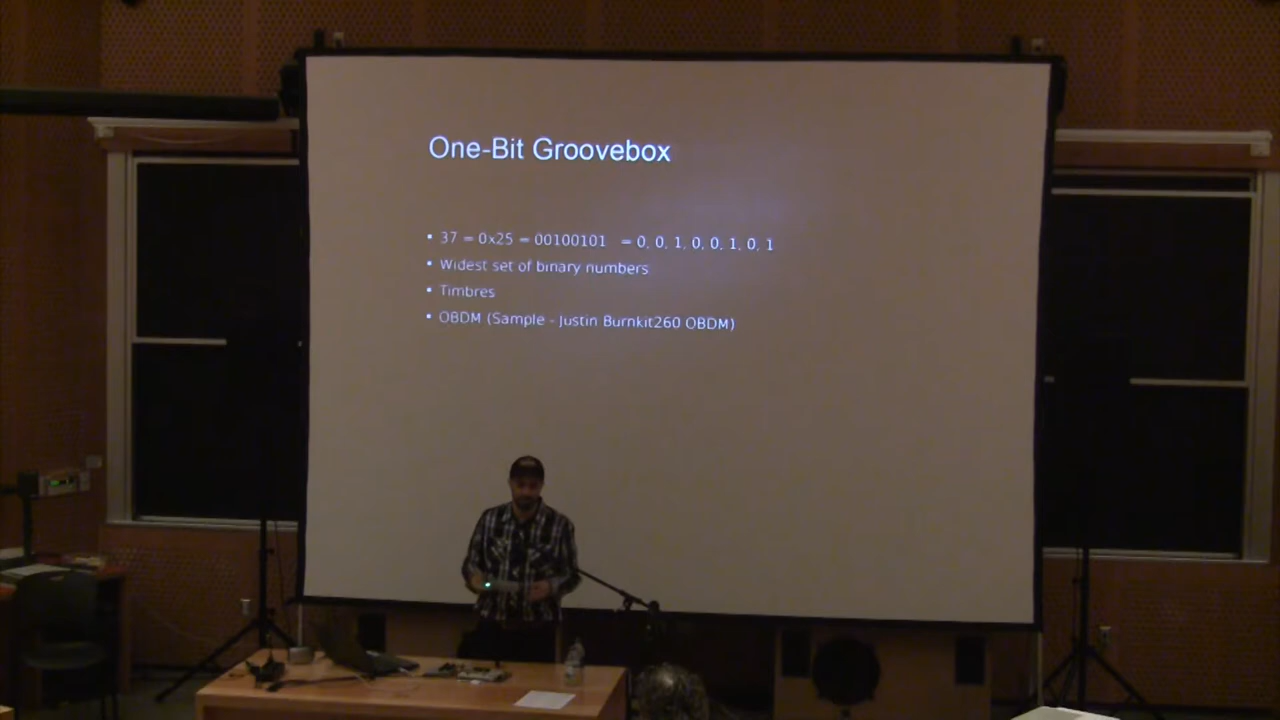 One-Bit Groovebox
• 37 = 0x25 = 00100101 = 0, 0, 1, 0, 0, 1, 0, 1
• Widest set of binary numbers
• Timbres
• OBDM (Sample - Justin Burnkit260 OBDM)